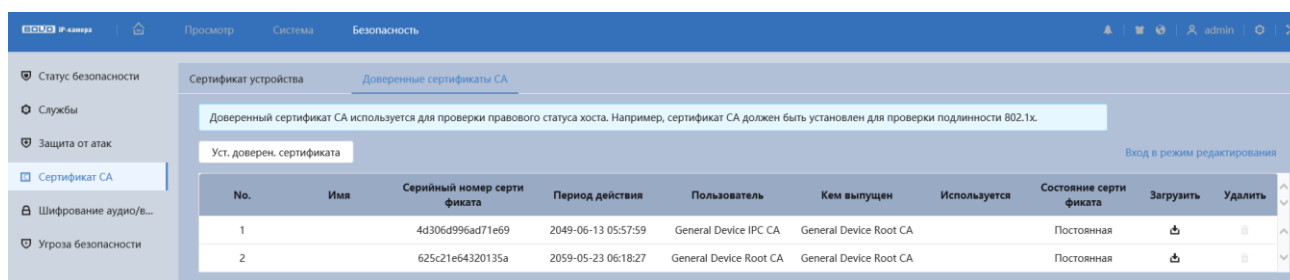 BOLID IP-камера Просмотр Система Безопасность admin
Статус безопасности
Службы
Защита от атак
Сертификат CA
Шифрование аудио/в...
Угроза безопасности
Сертификат устройства Доверенные сертификаты CA
Доверенный сертификат CA используется для проверки правового статуса хоста. Например, сертификат CA должен быть установлен для проверки подлинности 802.1x.
Уст. доверен. сертификата Вход в режим редактирования
No. Имя Серийный номер серти Период действия Пользователь Кем выпущен Используется Состояние серти Загрузить Удалить
фиката фиката
1 4d306d996ad71e69 2049-06-13 05:57:59 General Device IPC CA General Device Root CA Постоянная
2 625c21e64320135a 2059-05-23 06:18:27 General Device Root CA General Device Root CA Постоянная